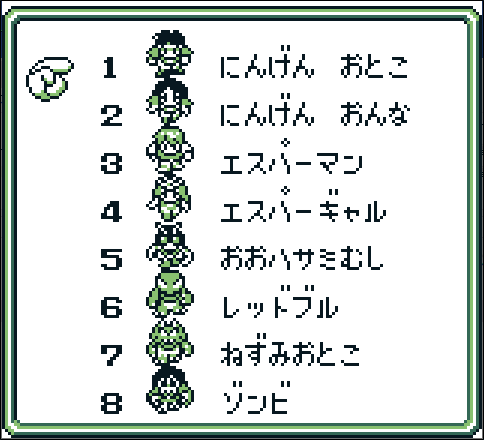 1 にんげん おとこ
2 にんげん おんな
3 エスパーマン
4 エスパーギャル
5 おおハサミむし
6 レッドブル
7 ねずみおとこ
8 ゾンビ